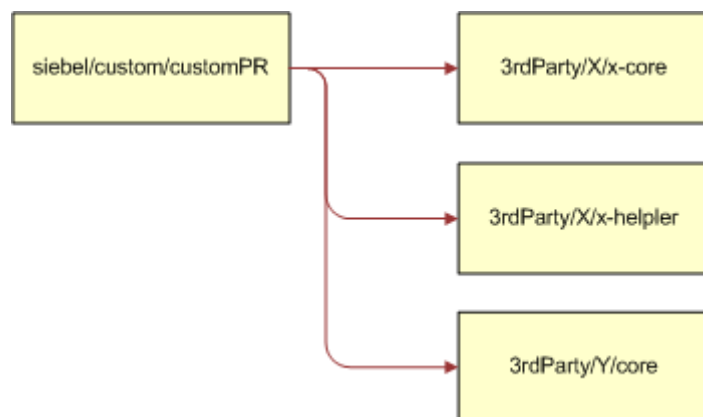 siebel/custom/customPR
3rdParty/X/x-core
3rdParty/X/x-helpler
3rdParty/Y/core